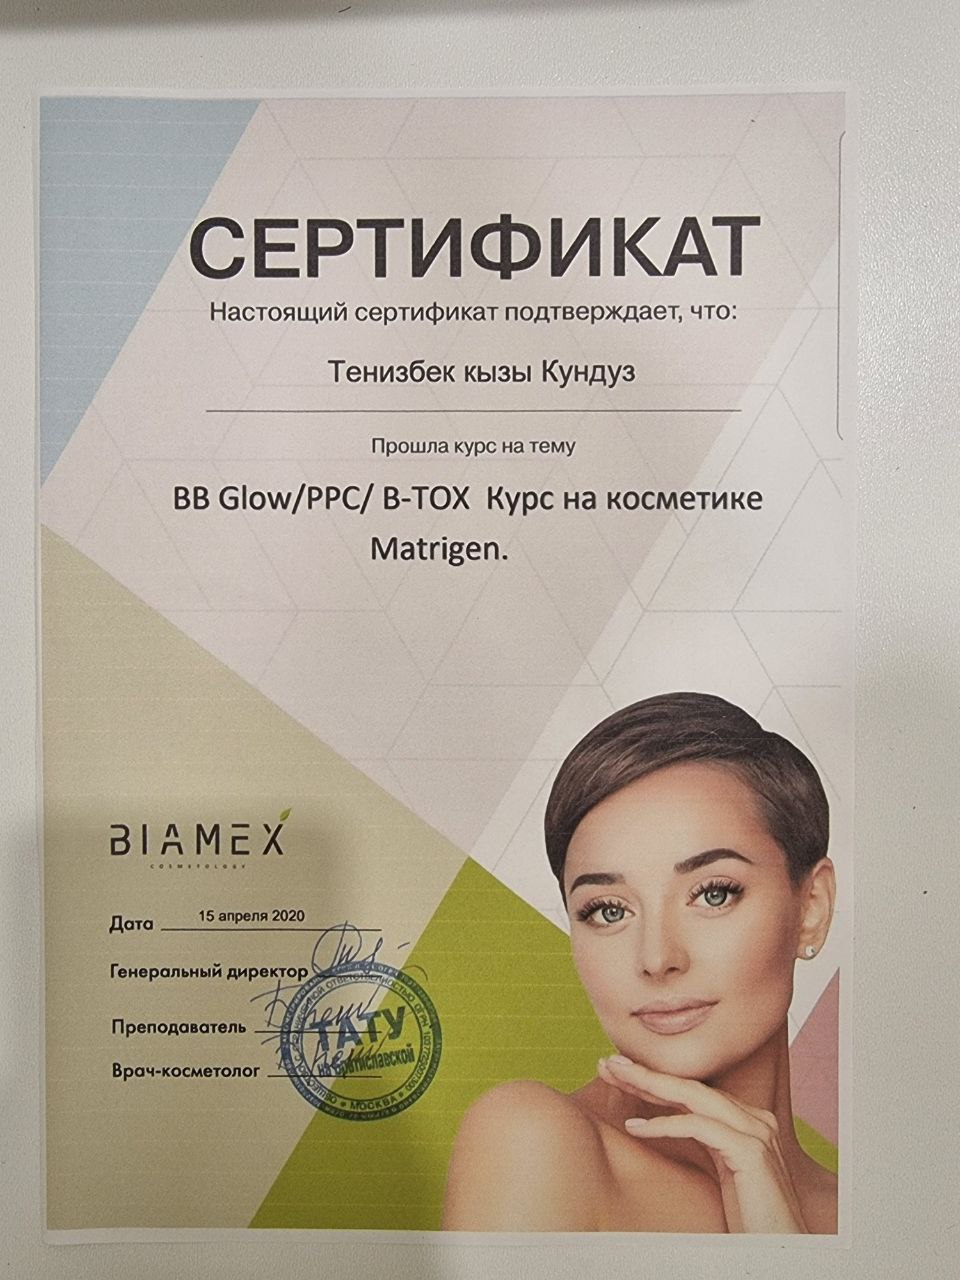 СЕРТИФИКАТ
Настоящий сертификат подтверждает, что:
Тенизбек кызы Кундуз
Прошла курс на тему
BB Glow/PPC/ B-TOX Курс на косметике
Matrigen.
BIAMEX
COSMETOLOGY
Дата 15 апреля 2020
Генеральный директор
Преподаватель
Врач-косметолог
ТАТУ
на Братиславской
МОСКВА